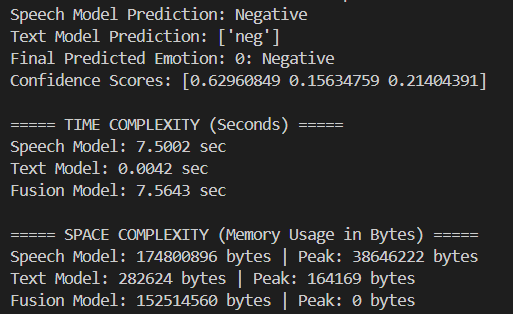 Speech Model Prediction: Negative
Text Model Prediction: ['neg']
Final Predicted Emotion: 0: Negative
Confidence Scores: [0.62960849 0.15634759 0.21404391]
===== TIME COMPLEXITY (Seconds) =====
Speech Model: 7.5002 sec
Text Model: 0.0042 sec
Fusion Model: 7.5643 sec
===== SPACE COMPLEXITY (Memory Usage in Bytes) =====
Speech Model: 174800896 bytes | Peak: 38646222 bytes
Text Model: 282624 bytes | Peak: 164169 bytes
Fusion Model: 152514560 bytes | Peak: 0 bytes